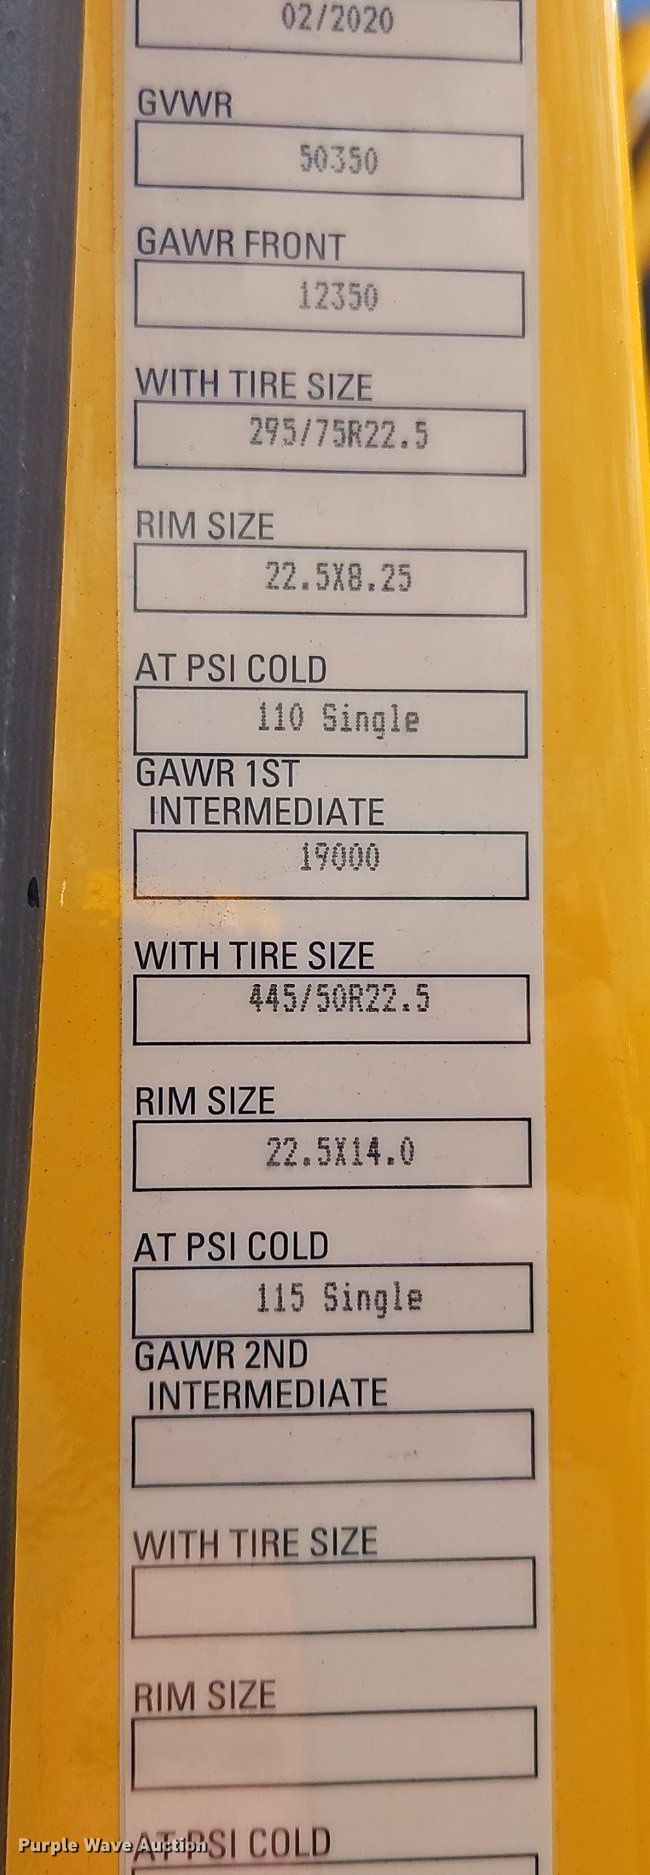 02/2020
GVWR
50350
GAWR FRONT
12350
WITH TIRE SIZE
295/75R22.5
RIM SIZE
22.5X8.25
AT PSI COLD
110 Single
GAWR 1ST
INTERMEDIATE
19000
WITH TIRE SIZE
445/50R22.5
RIM SIZE
22.5X14.0
AT PSI COLD
115 Single
GAWR 2ND
INTERMEDIATE
WITH TIRE SIZE
RIM SIZE
AT PSI COLD
Purple Wave Auction